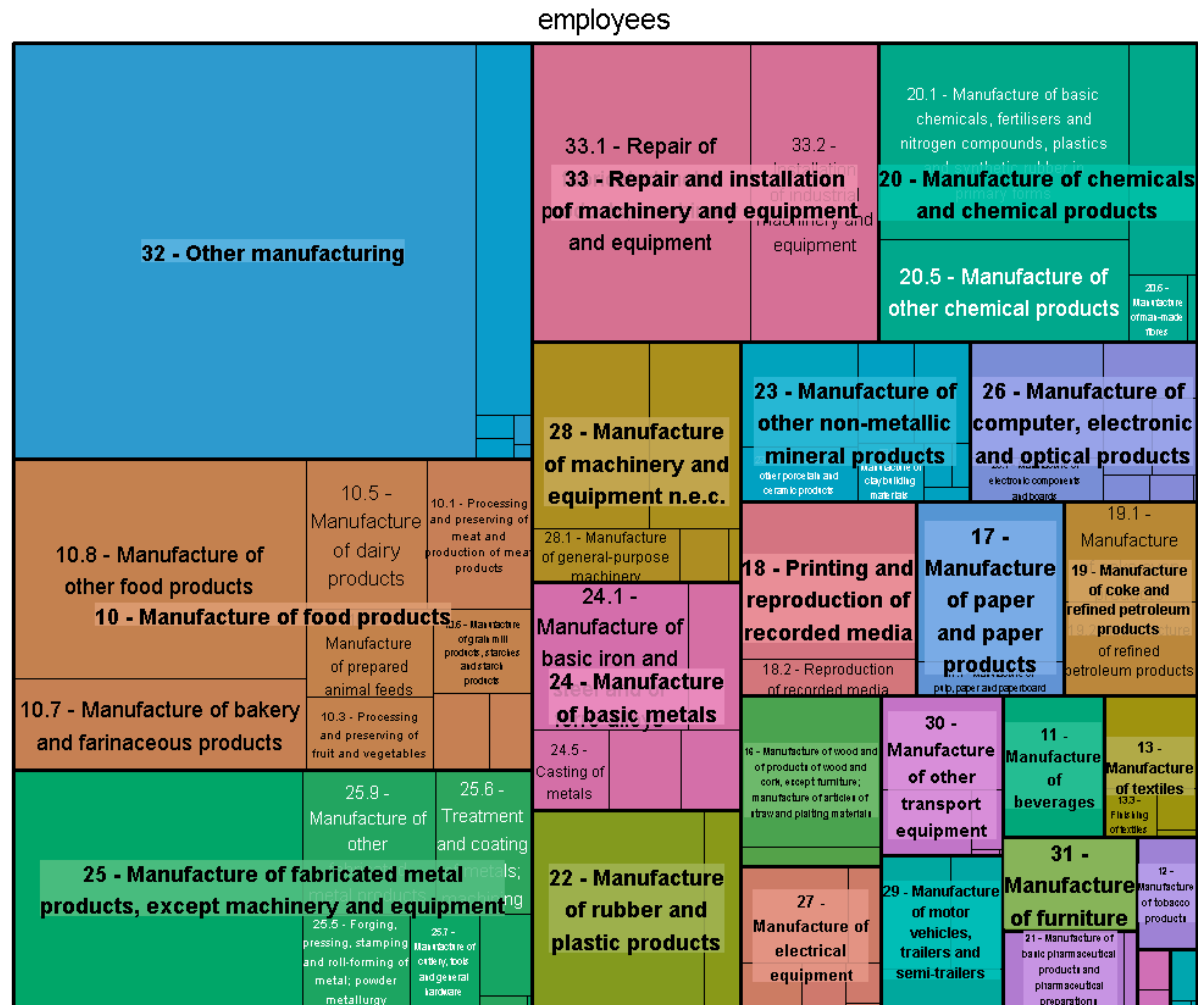 employees
32 - Other manufacturing
33.1 - Repair of
33.2 -
33 - Repair and installation
of machinery and equipment
and equipment
machinery and
equipment
20.1 - Manufacture of basic
chemicals, fertilisers and
nitrogen compounds, plastics
20 - Manufacture of chemicals
and chemical products
20.5 - Manufacture of
other chemical products
20.6 -
Manufacture
of man-made
fibres
28 - Manufacture
of machinery and
equipment n.e.c.
28.1 - Manufacture
of general-purpose
machinery
23 - Manufacture of
other non-metallic
mineral products
other porcelain and
ceramic products
Manufacture of
clay building
materials
26 - Manufacture of
computer, electronic
and optical products
electronic components
and boards
10.8 - Manufacture of
other food products
10.5 -
Manufacture
of dairy
products
10.1 - Processing
and preserving of
meat and
production of meat
products
10 - Manufacture of food products
Manufacture
of prepared
animal feeds
10.6 - Manufacture
of grain mill
products, starches
and starch
products
10.7 - Manufacture of bakery
and farinaceous products
10.3 - Processing
and preserving of
fruit and vegetables
18 - Printing and
reproduction of
recorded media
18.2 - Reproduction
of recorded media
17 -
Manufacture
of paper
and paper
products
pulp, paper and paperboard
19.1 -
Manufacture
19 - Manufacture
of coke and
refined petroleum
products
of refined
petroleum products
24.1 -
Manufacture of
basic iron and
24 - Manufacture
of basic metals
24.5 -
Casting of
metals
16 - Manufacture of wood and
of products of wood and
cork, except furniture;
manufacture of articles of
straw and plaiting materials
30 -
Manufacture
of other
transport
equipment
11 -
Manufacture
of
beverages
13 -
Manufacture
of textiles
13.3 -
Finishing
of textiles
25.9 -
Manufacture of
other
25.6 -
Treatment
and coating
25 - Manufacture of fabricated metal
products, except machinery and equipment
25.5 - Forging,
pressing, stamping
and roll-forming of
metal; powder
metallurgy
25.7 -
Manufacture of
cutlery, tools
and general
hardware
22 - Manufacture
of rubber and
plastic products
27 -
Manufacture of
electrical
equipment
29 - Manufacture
of motor
vehicles,
trailers and
semi-trailers
31 -
Manufacture
of furniture
12 -
Manufacture
of tobacco
products
21 - Manufacture of
basic pharmaceutical
products and
pharmaceutical
preparations